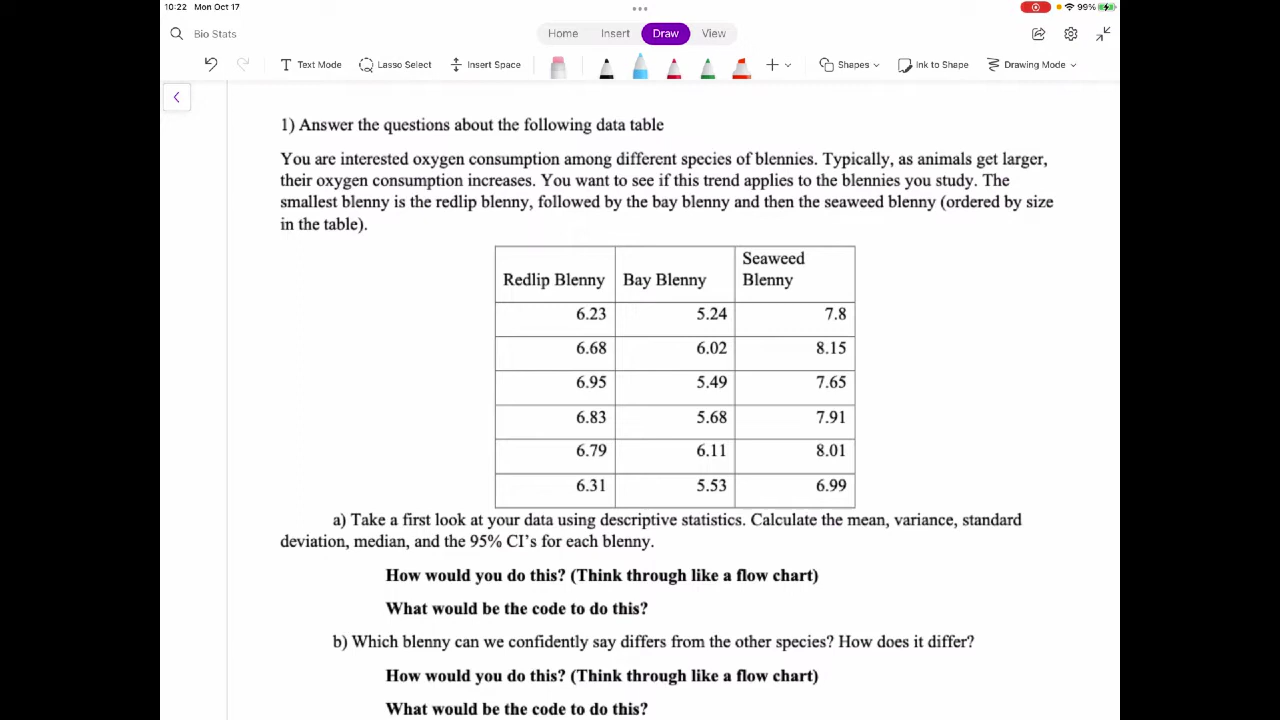 10:22 Mon Oct 17
99%
Bio Stats
Home Insert Draw View
Text Mode Lasso Select Insert Space Shapes Ink to Shape Drawing Mode
1) Answer the questions about the following data table
You are interested oxygen consumption among different species of blennies. Typically, as animals get larger,
their oxygen consumption increases. You want to see if this trend applies to the blennies you study. The
smallest blenny is the redlip blenny, followed by the bay blenny and then the seaweed blenny (ordered by size
in the table).
Redlip Blenny Bay Blenny Seaweed Blenny
6.23 5.24 7.8
6.68 6.02 8.15
6.95 5.49 7.65
6.83 5.68 7.91
6.79 6.11 8.01
6.31 5.53 6.99
a) Take a first look at your data using descriptive statistics. Calculate the mean, variance, standard
deviation, median, and the 95% CI's for each blenny.
How would you do this? (Think through like a flow chart)
What would be the code to do this?
b) Which blenny can we confidently say differs from the other species? How does it differ?
How would you do this? (Think through like a flow chart)
What would be the code to do this?